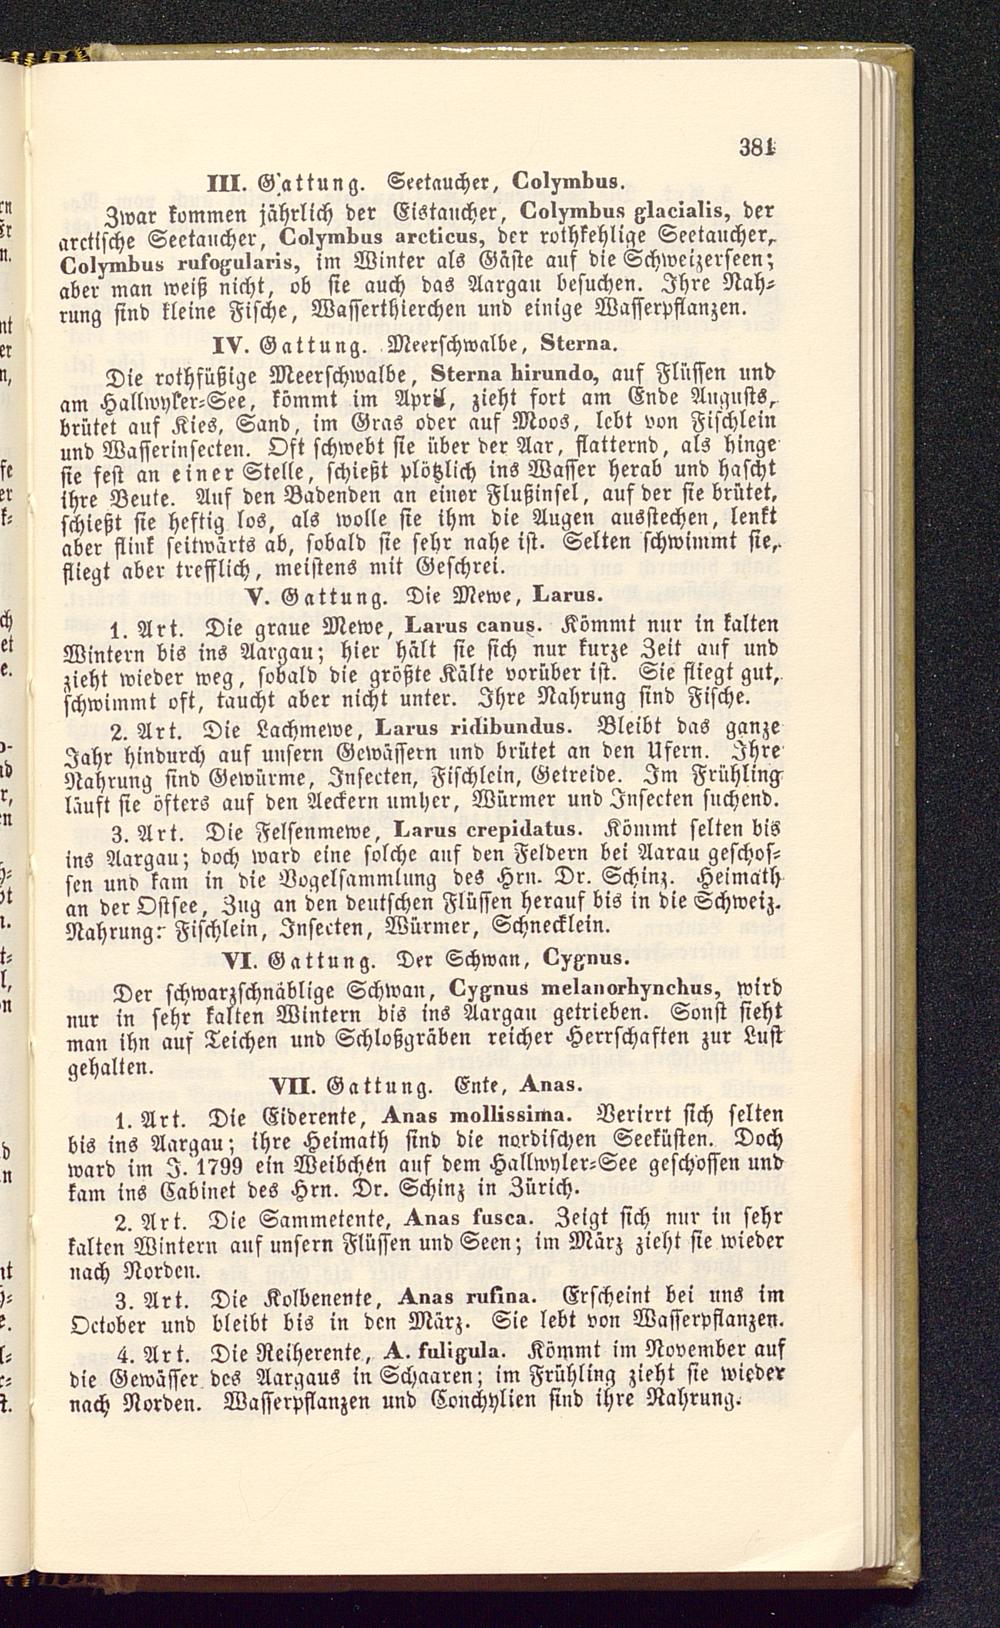 381
III. Gattung. Seetaucher, Colymbus.
Zwar kommen jährlich der Eistaucher, Colymbus glacialis, der
arctische Seetaucher, Colymbus arcticus, der rothkehlige Seetaucher,
Colymbus rufogularis, im Winter als Gäste auf die Schweizerseen;
aber man weiß nicht, ob sie auch das Aargau besuchen. Ihre Nah-
rung sind kleine Fische, Wasserthierchen und einige Wasserpflanzen.
IV. Gattung. Meerschwalbe, Sterna.
Die rothfüßige Meerschwalbe, Sterna hirundo, auf Flüssen und
am Hallwyler-See, kömmt im April, zieht fort am Ende Augusts,
brütet auf Kies, Sand, im Gras oder auf Moos, lebt von Fischlein
und Wasserinsecten. Oft schwebt sie über der Aar, flatternd, als hinge
sie fest an einer Stelle, schießt plötzlich ins Wasser herab und hascht
ihre Beute. Auf den Badenden an einer Flußinsel, auf der sie brütet,
schießt sie heftig los, als wolle sie ihm die Augen ausstechen, lenkt
aber flink seitwärts ab, sobald sie sehr nahe ist. Selten schwimmt sie,
fliegt aber trefflich, meistens mit Geschrei.
V. Gattung. Die Mewe, Larus.
1. Art. Die graue Mewe, Larus canus. Kömmt nur in kalten
Wintern bis ins Aargau; hier hält sie sich nur kurze Zeit auf und
zieht wieder weg, sobald die größte Kälte vorüber ist. Sie fliegt gut,
schwimmt oft, taucht aber nicht unter. Ihre Nahrung sind Fische.
2. Art. Die Lachmewe, Larus ridibundus. Bleibt das ganze
Jahr hindurch auf unsern Gewässern und brütet an den Ufern. Ihre
Nahrung sind Gewürme, Insecten, Fischlein, Getreide. Im Frühling
läuft sie öfters auf den Aeckern umher, Würmer und Insecten suchend.
3. Art. Die Felsenmewe, Larus crepidatus. Kömmt selten bis
ins Aargau; doch ward eine solche auf den Feldern bei Aarau geschos-
sen und kam in die Vogelsammlung des Hrn. Dr. Schinz. Heimath
an der Ostsee, Zug an den deutschen Flüssen herauf bis in die Schweiz.
Nahrung: Fischlein, Insecten, Würmer, Schnecklein.
VI. Gattung. Der Schwan, Cygnus.
Der schwarzschnäblige Schwan, Cygnus melanorhynchus, wird
nur in sehr kalten Wintern bis ins Aargau getrieben. Sonst sieht
man ihn auf Teichen und Schloßgräben reicher Herrschaften zur Lust
gehalten.
VII. Gattung. Ente, Anas.
1. Art. Die Eiderente, Anas mollissima. Verirrt sich selten
bis ins Aargau; ihre Heimath sind die nordischen Seeküsten. Doch
ward im J. 1799 ein Weibchen auf dem Hallwyler-See geschossen und
kam ins Cabinet des Hrn. Dr. Schinz in Zürich.
2. Art. Die Sammetente, Anas fusca. Zeigt sich nur in sehr
kalten Wintern auf unsern Flüssen und Seen; im März zieht sie wieder
nach Norden.
3. Art. Die Kolbenente, Anas rufina. Erscheint bei uns im
October und bleibt bis in den März. Sie lebt von Wasserpflanzen.
4. Art. Die Reiherente, A. fuligula. Kömmt im November auf
die Gewässer des Aargaus in Schaaren; im Frühling zieht sie wieder
nach Norden. Wasserpflanzen und Conchylien sind ihre Nahrung.